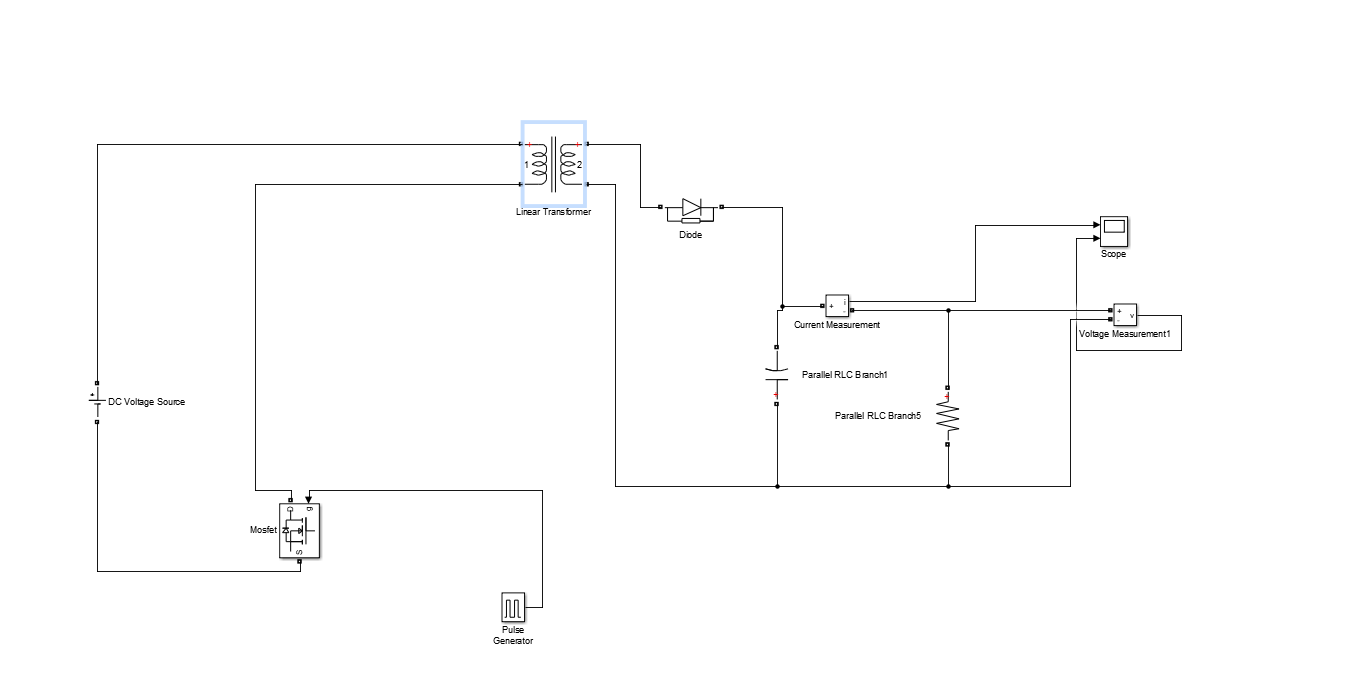 1
2
Linear Transformer
Diode
Scope
i
+
-
Current Measurement
+
-
v
Voltage Measurement1
Parallel RLC Branch1
+
DC Voltage Source
+
Parallel RLC Branch5
+
D
g
Mosfet
S
Pulse
Generator